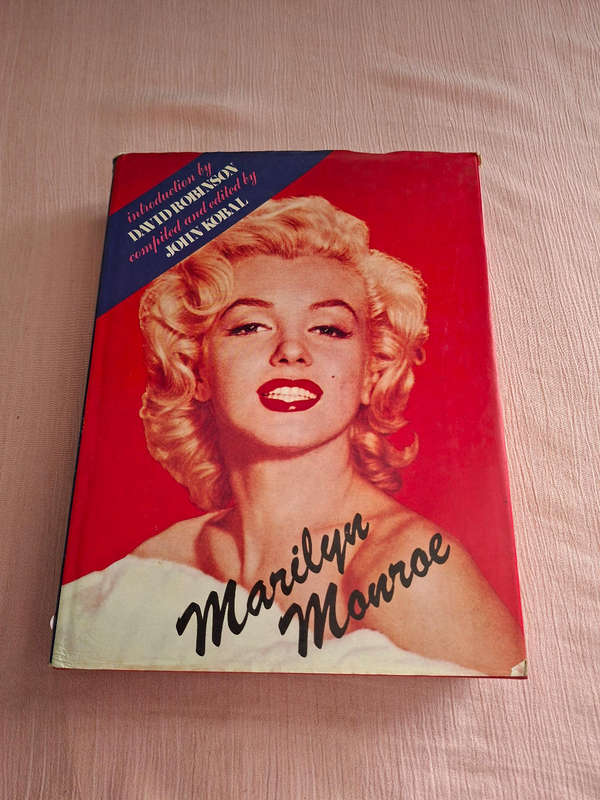 introduction by
DAVID ROBINSON
compiled and edited by
JOHN KOBAL
Marilyn
Monroe